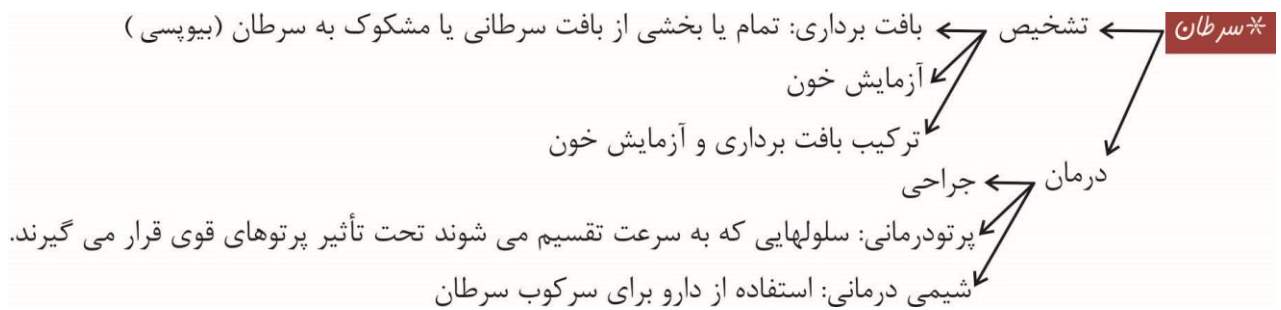 *سرطان تشخیص بافت برداری: تمام یا بخشی از بافت سرطانی یا مشکوک به سرطان (بیوپسی)
آزمایش خون
ترکیب بافت برداری و آزمایش خون
درمان جراحی
پرتودرمانی: سلولهایی که به سرعت تقسیم می شوند تحت تأثیر پرتوهای قوی قرار می گیرند.
شیمی درمانی: استفاده از دارو برای سرکوب سرطان